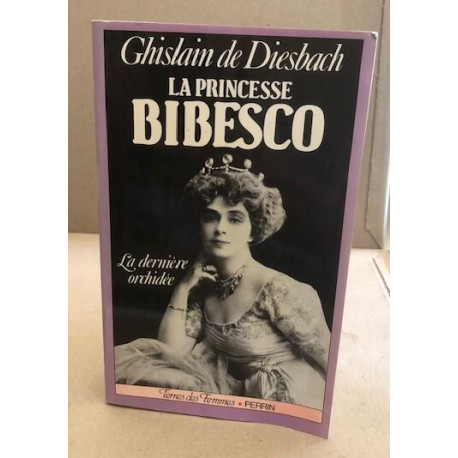 Ghislain de Diesbach
LA PRINCESSE
BIBESCO
La dernière
orchidée
Terres des Femmes • PERRIN